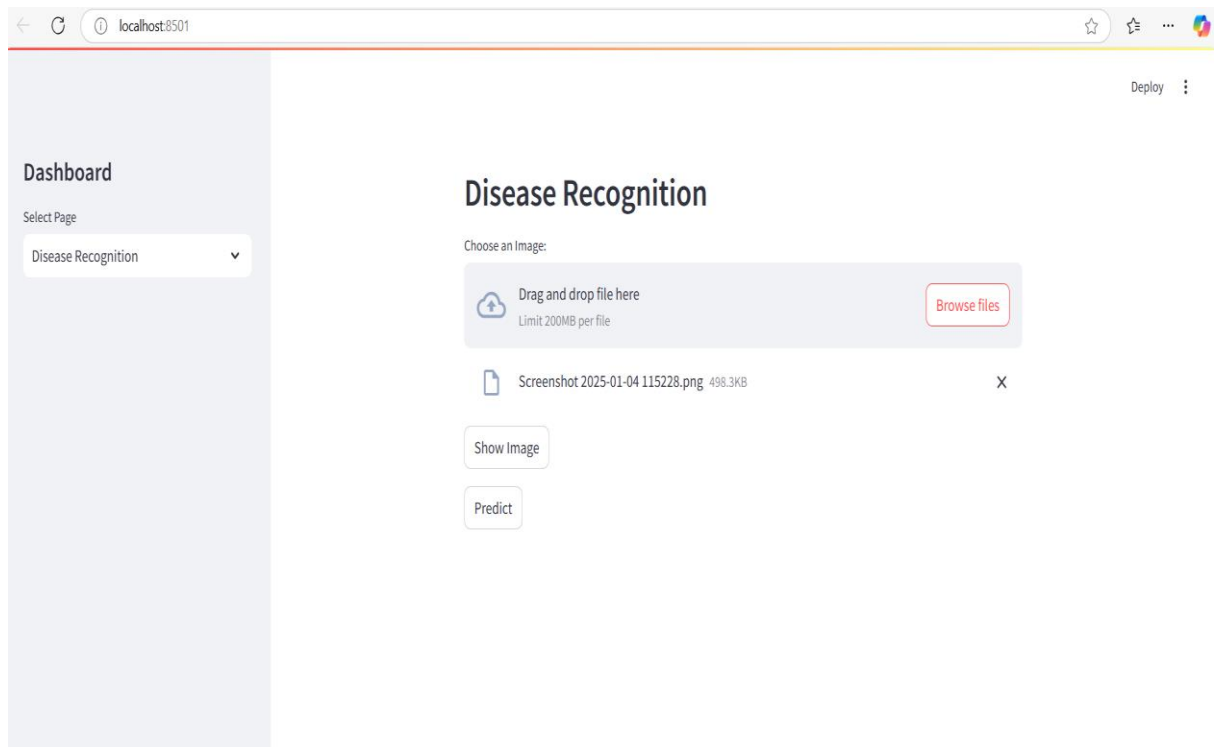 localhost:8501
Deploy
Dashboard
Select Page
Disease Recognition
Disease Recognition
Choose an Image:
Drag and drop file here
Limit 200MB per file
Browse files
Screenshot 2025-01-04 115228.png 498.3KB
Show Image
Predict